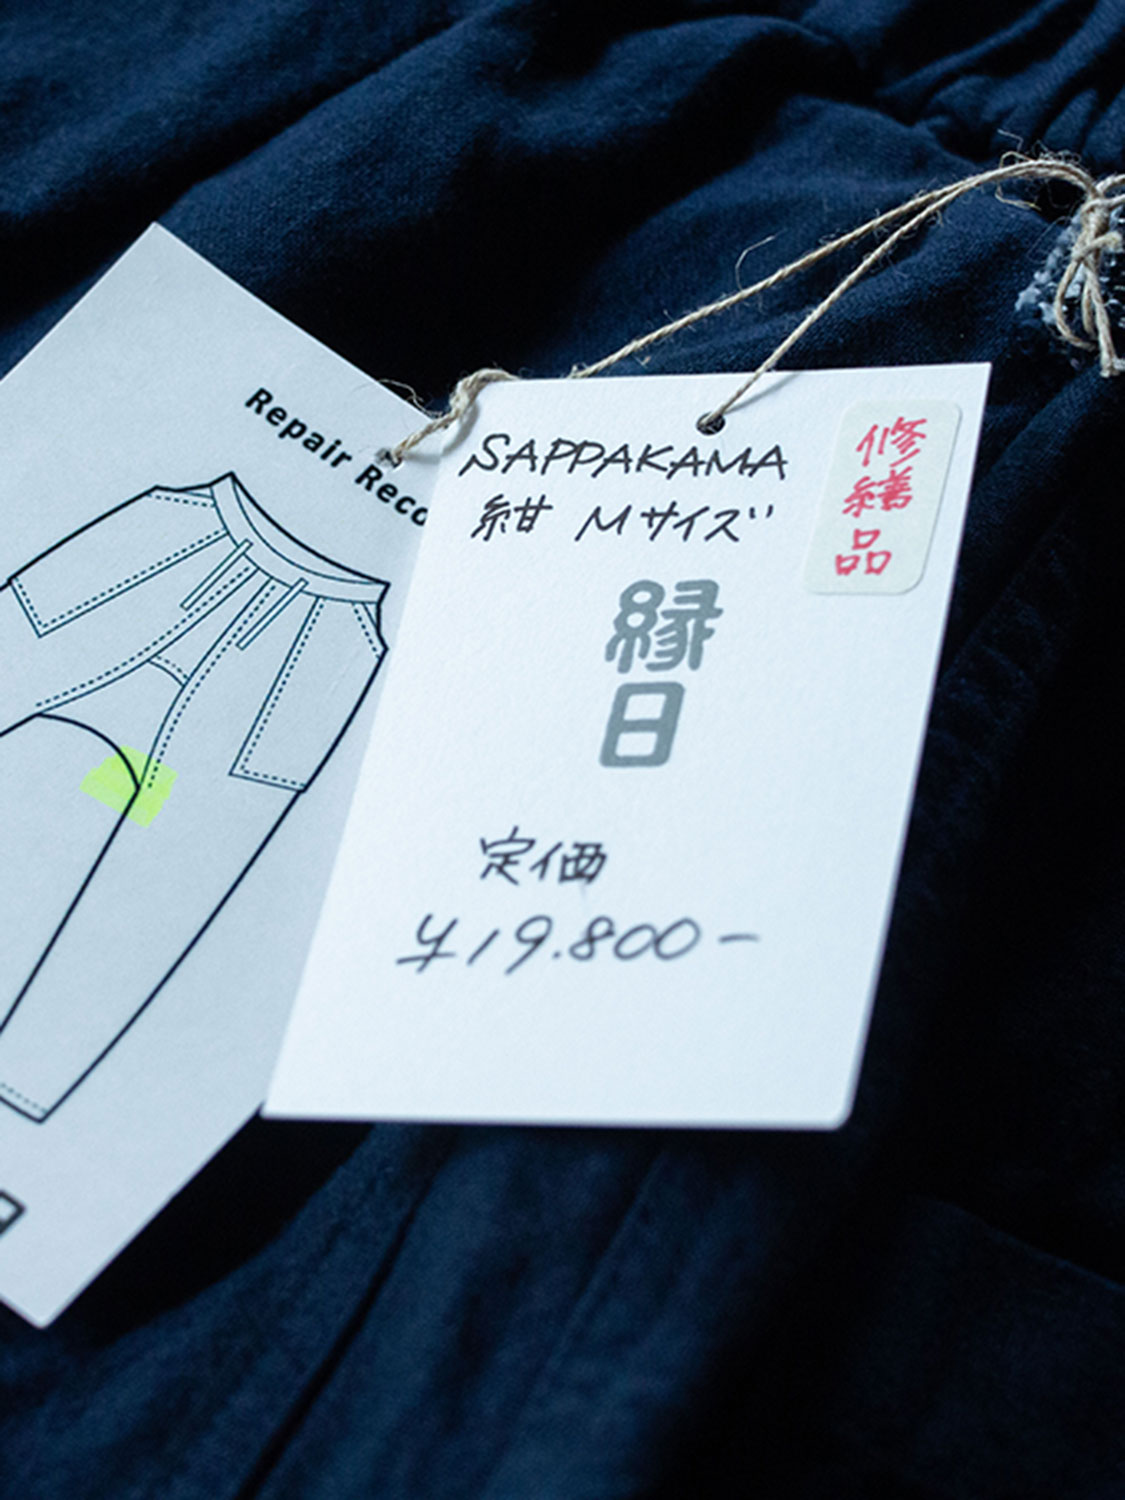 Repair Reco
SAPPAKAMA
紺 Mサイズ
修繕品
縁日
定価
¥19.800-